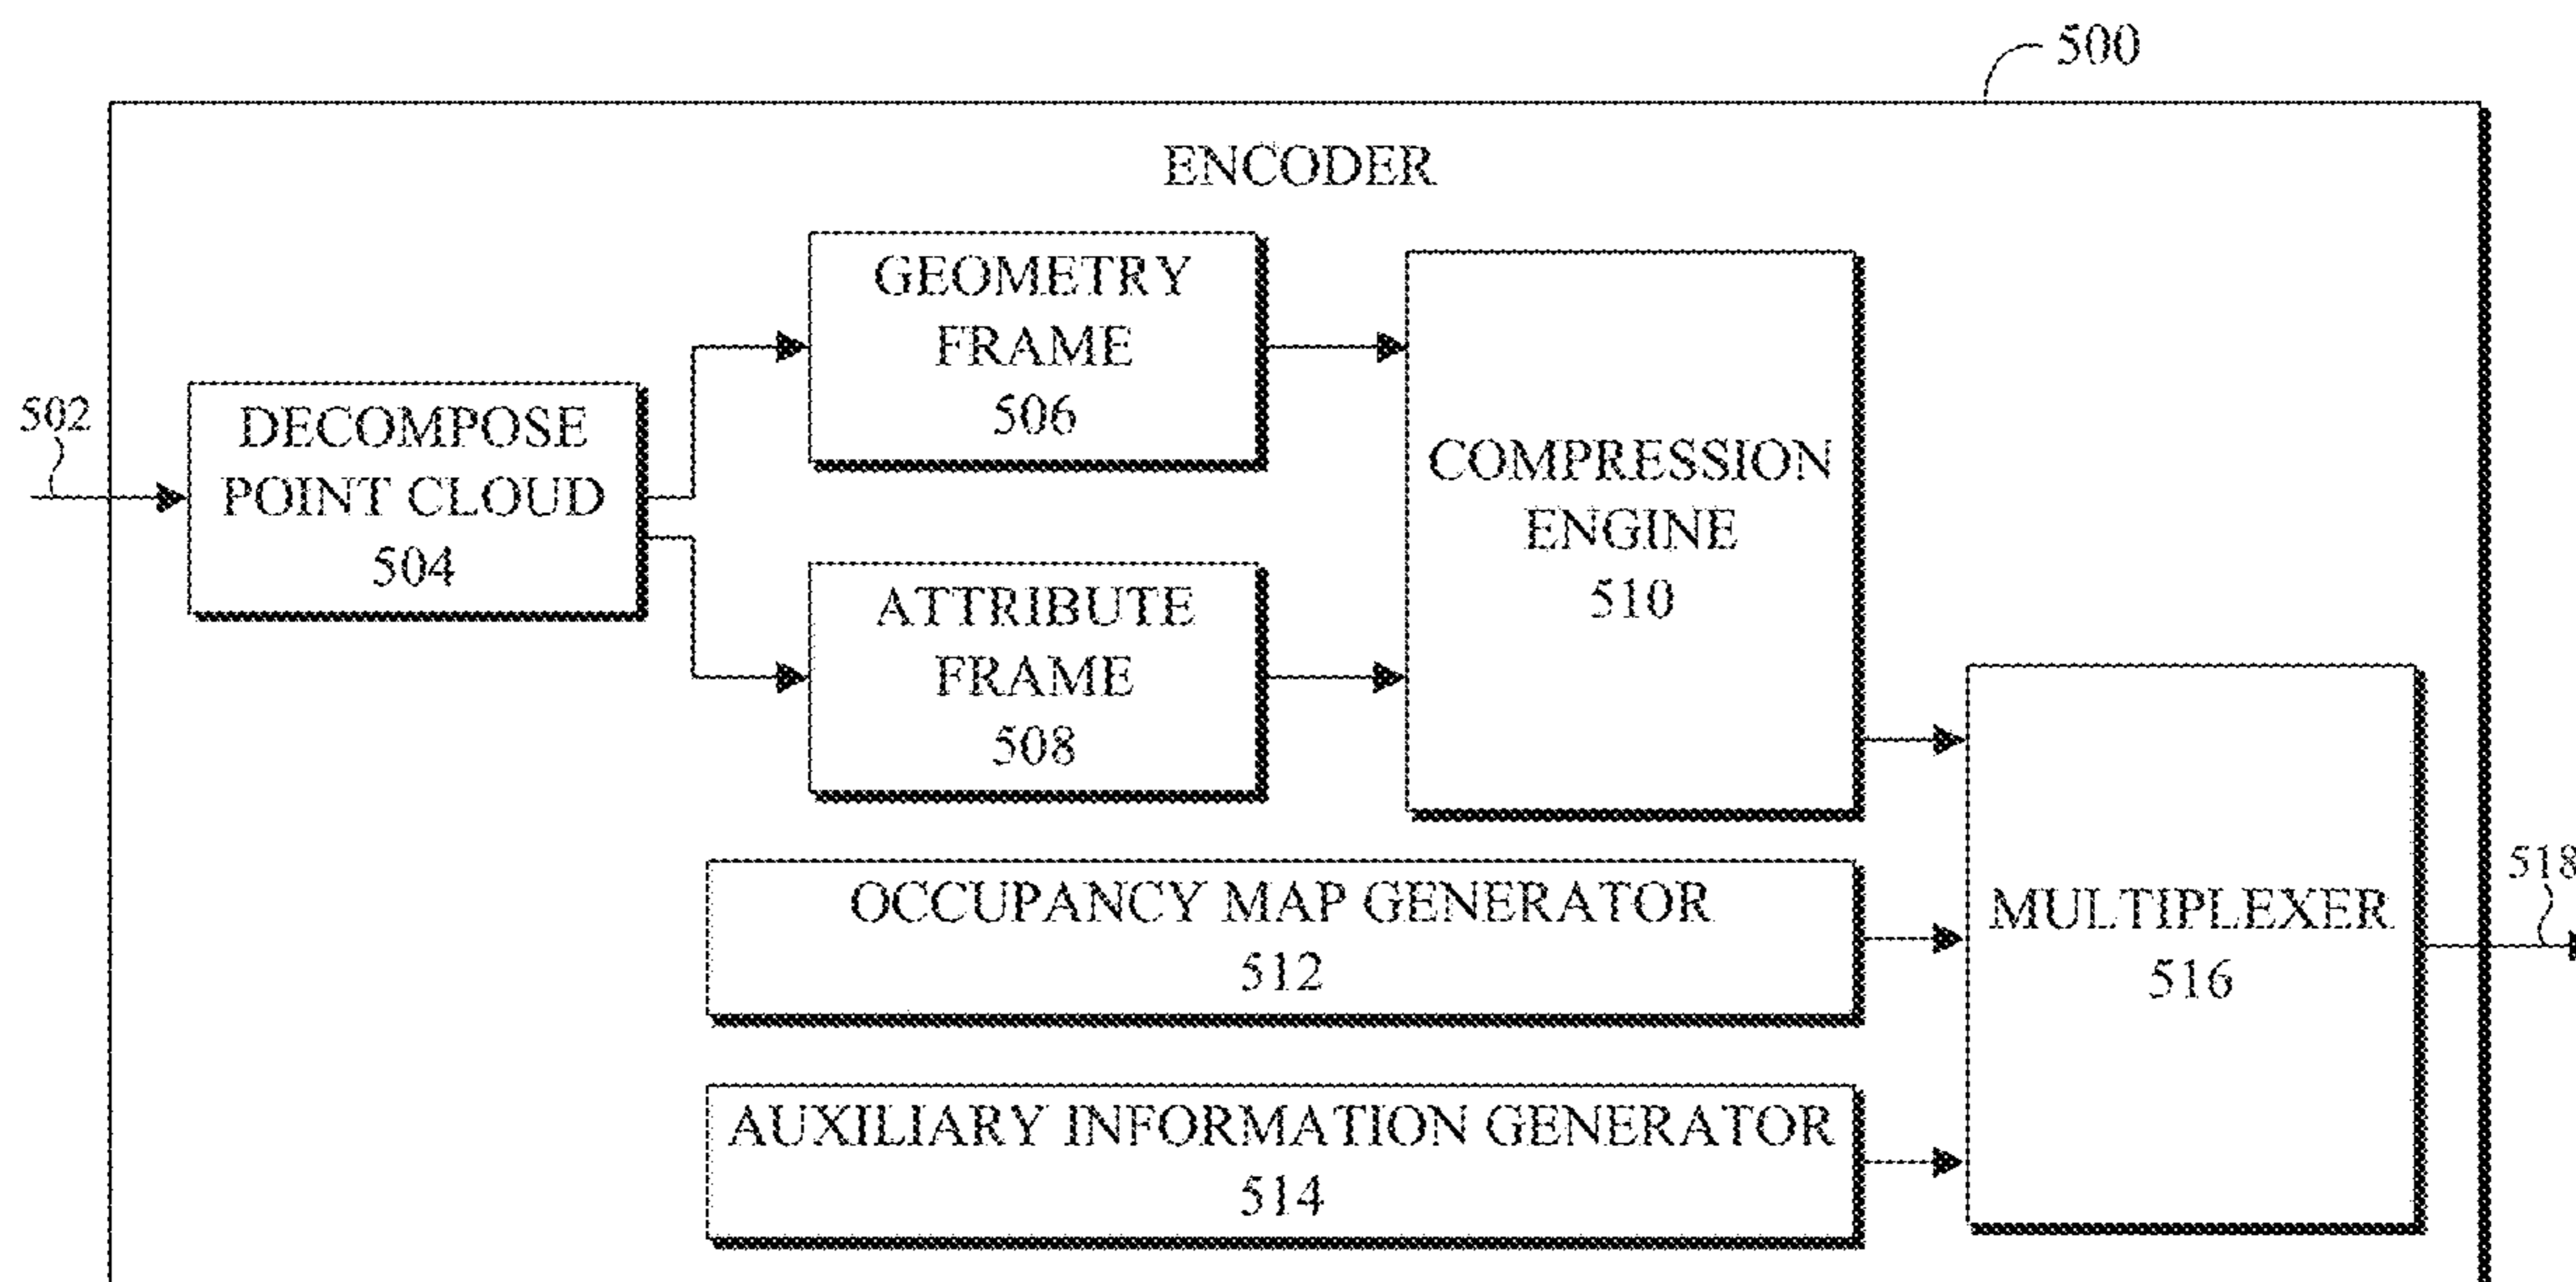 500
ENCODER
GEOMETRY
FRAME
506
502
DECOMPOSE
POINT CLOUD
504
COMPRESSION
ENGINE
510
ATTRIBUTE
FRAME
508
OCCUPANCY MAP GENERATOR
512
MULTIPLEXER
516
518
AUXILIARY INFORMATION GENERATOR
514